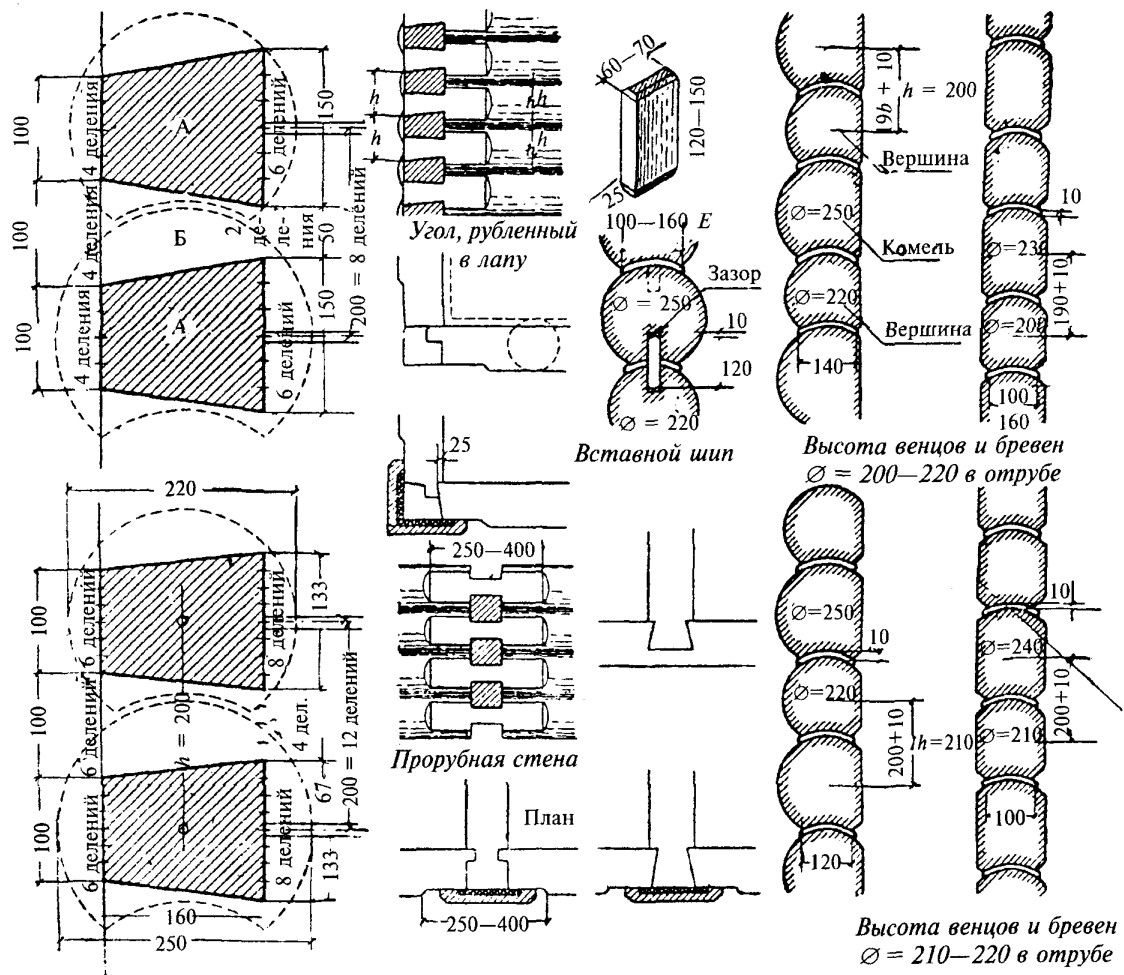 100
4 деления
А
6 делений
150
100
4 деления
Б
2 де-
ле-
ния
50
200 = 8 делений
100
4 деления
А
6 делений
150
h
h
h
h
h
Угол, рубленный
в лапу
60—70
120—150
25
100—160 Е
Зазор
∅ = 250
10
120
∅ = 220
Вставной шип
19b + 10
h = 200
Вершина
∅=250
Комель
∅=220
Вершина
140
10
∅=230
190+10
∅=200
100
160
Высота венцов и бревен
∅ = 200—220 в отрубе
25
220
100
6 делений
8 делений
133
100
6 делений
h = 200
4 дел.
67
200=12 делений
100
6 делений
8 делений
133
160
250
250—400
Прорубная стена
План
250—400
∅=250
10
∅=220
200+10
h=210
120
10
∅=240
200+10
∅=210
100
Высота венцов и бревен
∅ = 210—220 в отрубе